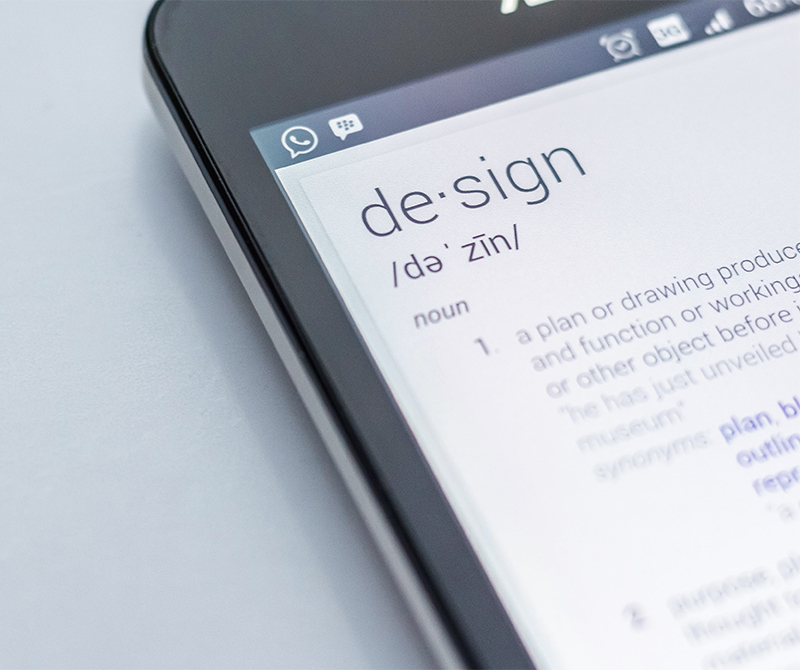 3G
de·sign
/dəˈ zīn/
noun
1. a plan or drawing produce
and function or working
or other object before i
"he has just unveiled
museum"
synonyms: plan, bl
outlin
repr
"a
2 purpose, pl
thought
material